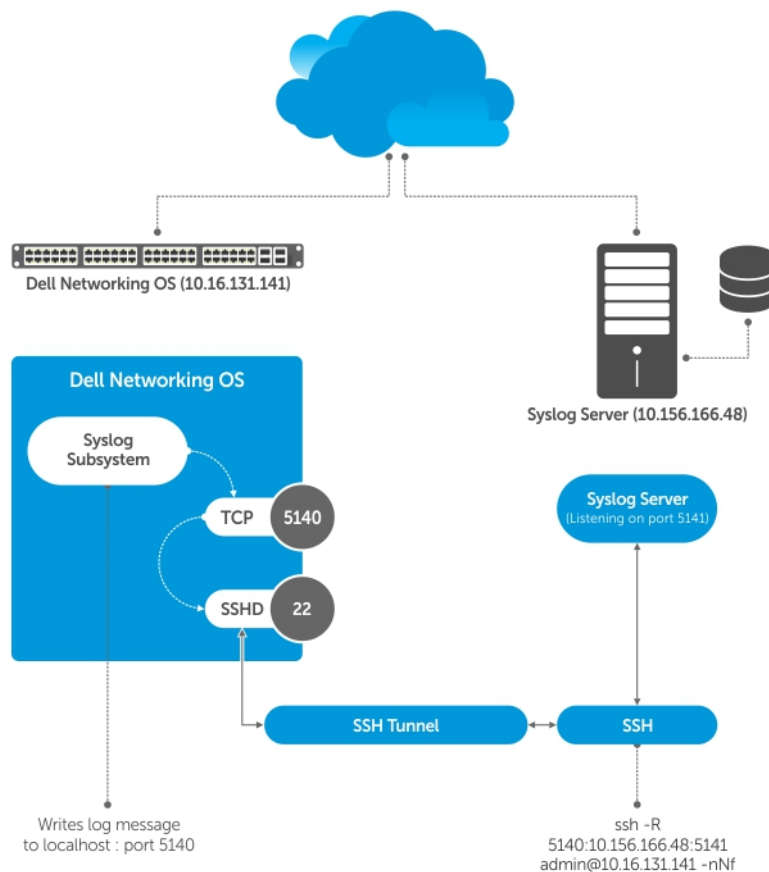 Dell Networking OS (10.16.131.141)
Syslog Server (10.156.166.48)
Dell Networking OS
Syslog
Subsystem
TCP
5140
SSHD
22
Syslog Server
(Listening on port 5141)
SSH Tunnel
SSH
Writes log message
to localhost : port 5140
ssh -R
5140:10.156.166.48:5141
admin@10.16.131.141 -nNf